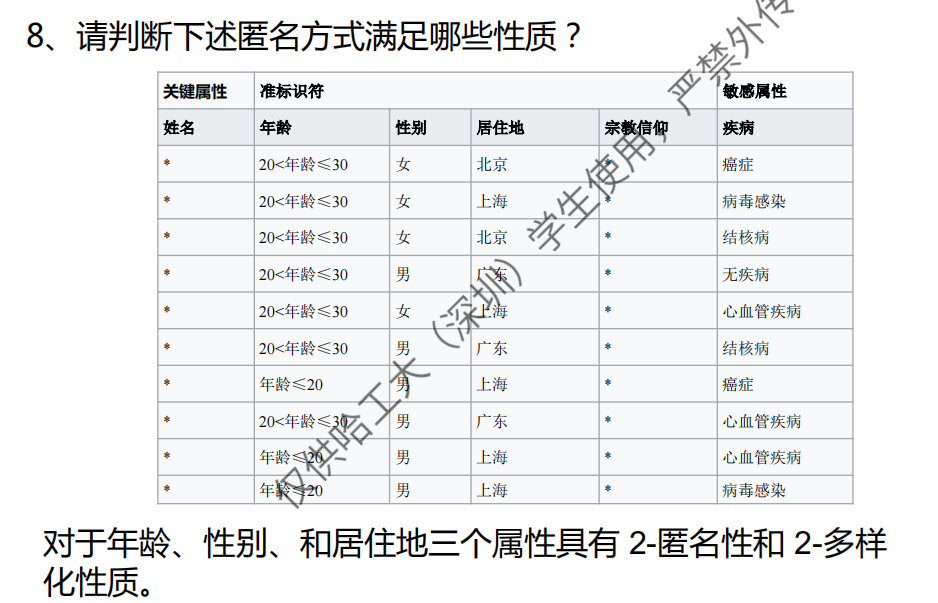 8、请判断下述匿名方式满足哪些性质？
关键属性 准标识符 敏感属性
姓名 年龄 性别 居住地 宗教信仰 疾病
* 20<年龄≤30 女 北京 * 癌症
* 20<年龄≤30 女 上海 * 病毒感染
* 20<年龄≤30 女 北京 * 结核病
* 20<年龄≤30 男 广东 * 无疾病
* 20<年龄≤30 女 上海 * 心血管疾病
* 20<年龄≤30 男 广东 * 结核病
* 年龄≤20 男 上海 * 癌症
* 20<年龄≤30 男 广东 * 心血管疾病
* 年龄≤20 男 上海 * 心血管疾病
* 年龄≤20 男 上海 * 病毒感染
对于年龄、性别、和居住地三个属性具有 2-匿名性和 2-多样
化性质。
仅供哈工大（深圳）学生使用，严禁外传